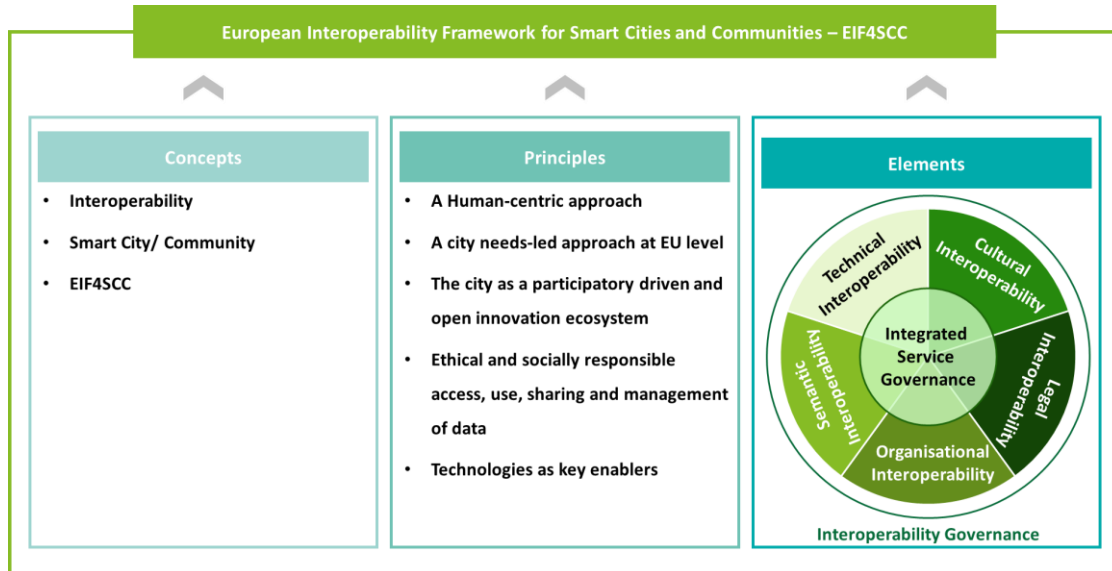 European Interoperability Framework for Smart Cities and Communities – EIF4SCC
Concepts
• Interoperability
• Smart City/ Community
• EIF4SCC
Principles
• A Human-centric approach
• A city needs-led approach at EU level
• The city as a participatory driven and
open innovation ecosystem
• Ethical and socially responsible
access, use, sharing and management
of data
• Technologies as key enablers
Elements
Technical
Interoperability
Cultural
Interoperability
Legal
Interoperability
Organisational
Interoperability
Semantic
Interoperability
Integrated
Service
Governance
Interoperability Governance